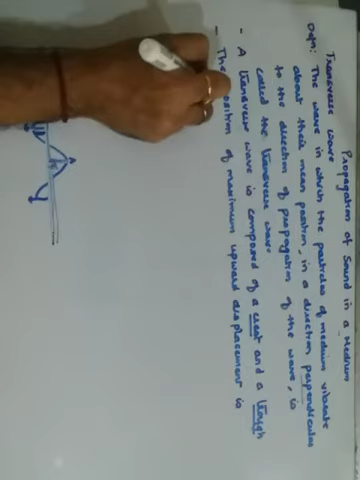 Propagation of Sound in a Medium
Transverse wave
Defn: The wave in which the particles of medium vibrate
about their mean position, in a direction perpendicular
to the direction of propagation of the wave, is
called the transverse wave.
- A transverse wave is composed of a crest and a trough
- The position of maximum upward displacement is
A